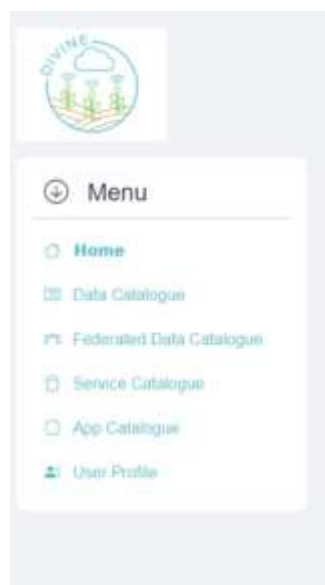 DIVINE
Menu
Home
Data Catalogue
Federated Data Catalogue
Service Catalogue
App Catalogue
User Profile